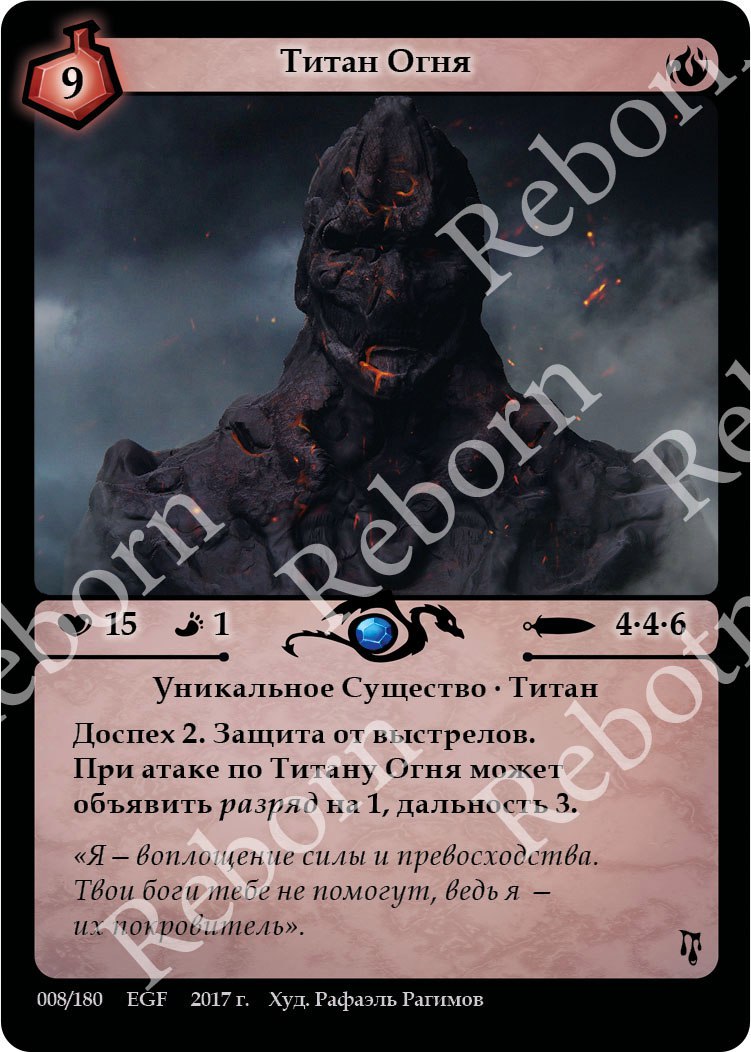 9
Титан Огня
Reborn
Reborn
Reborn
Reborn
15
1
4·4·6
Уникальное Существо · Титан
Rebotn
Доспех 2. Защита от выстрелов.
При атаке по Титану Огня может
объявить разряд на 1, дальность 3.
Reborn
«Я – воплощение силы и превосходства.
Твои боги тебе не помогут, ведь я –
их покровитель».
008/180 EGF 2017 г. Худ. Рафаэль Рагимов